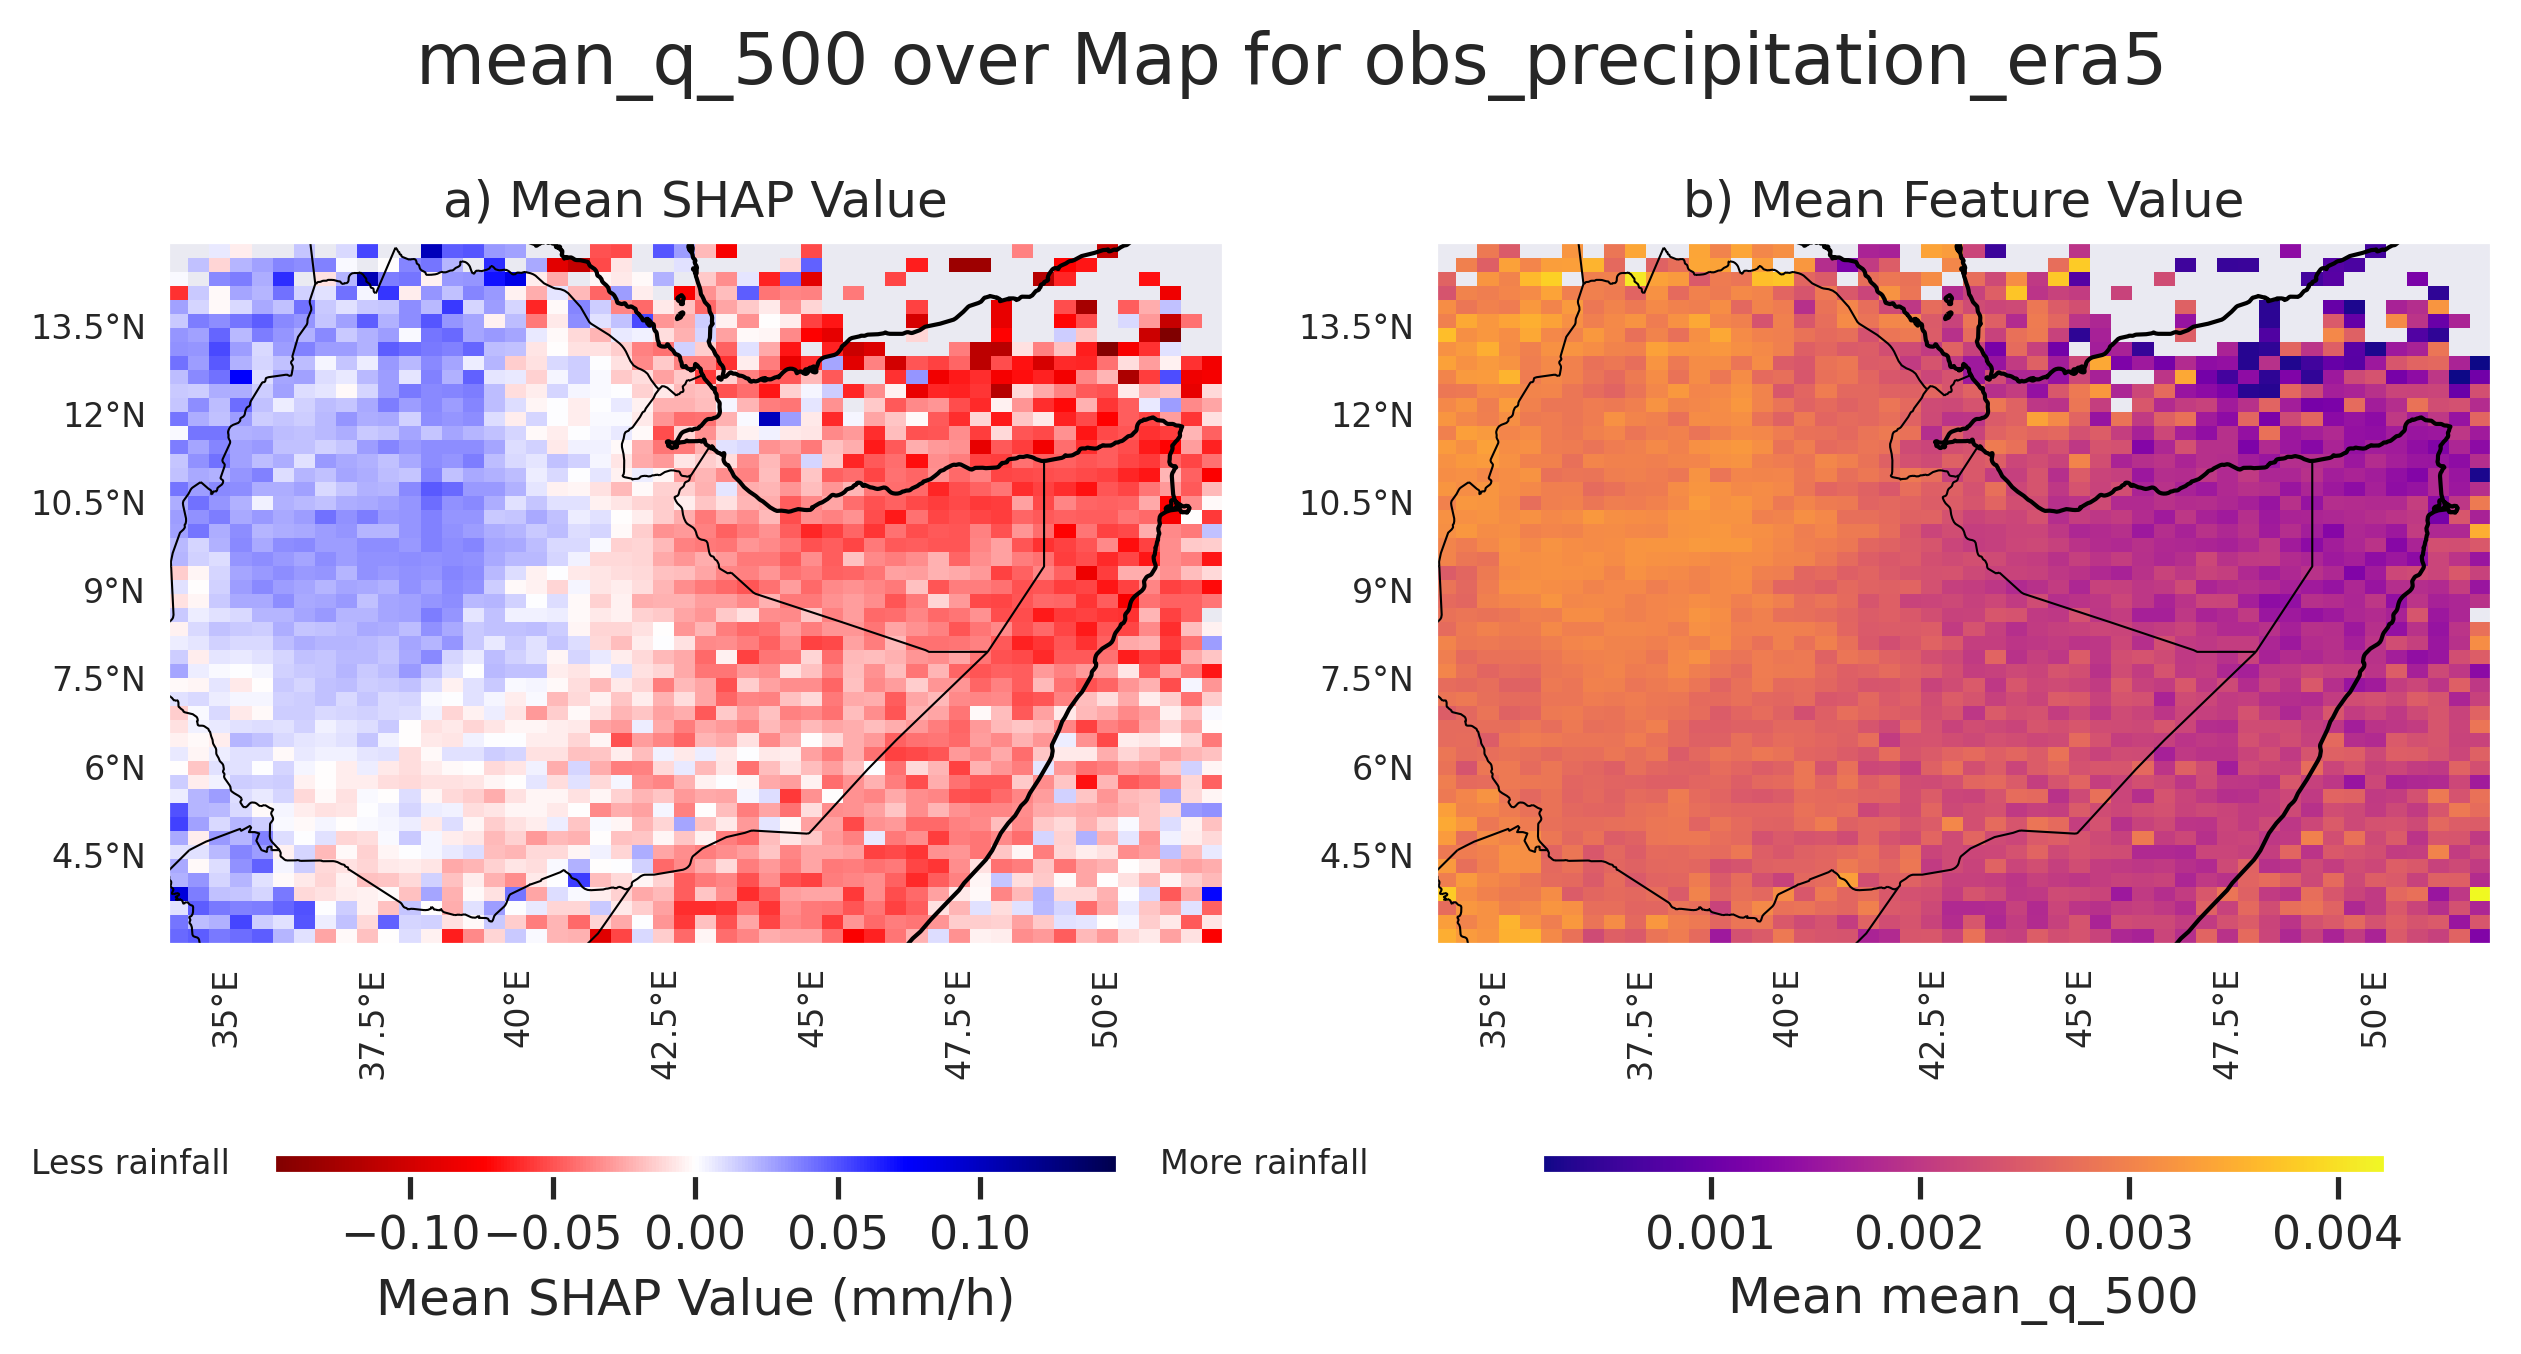 mean_q_500 over Map for obs_precipitation_era5
a) Mean SHAP Value
13.5°N
12°N
10.5°N
9°N
7.5°N
6°N
4.5°N
35°E
37.5°E
40°E
42.5°E
45°E
47.5°E
50°E
Less rainfall
More rainfall
−0.10
−0.05
0.00
0.05
0.10
Mean SHAP Value (mm/h)
b) Mean Feature Value
13.5°N
12°N
10.5°N
9°N
7.5°N
6°N
4.5°N
35°E
37.5°E
40°E
42.5°E
45°E
47.5°E
50°E
0.001
0.002
0.003
0.004
Mean mean_q_500